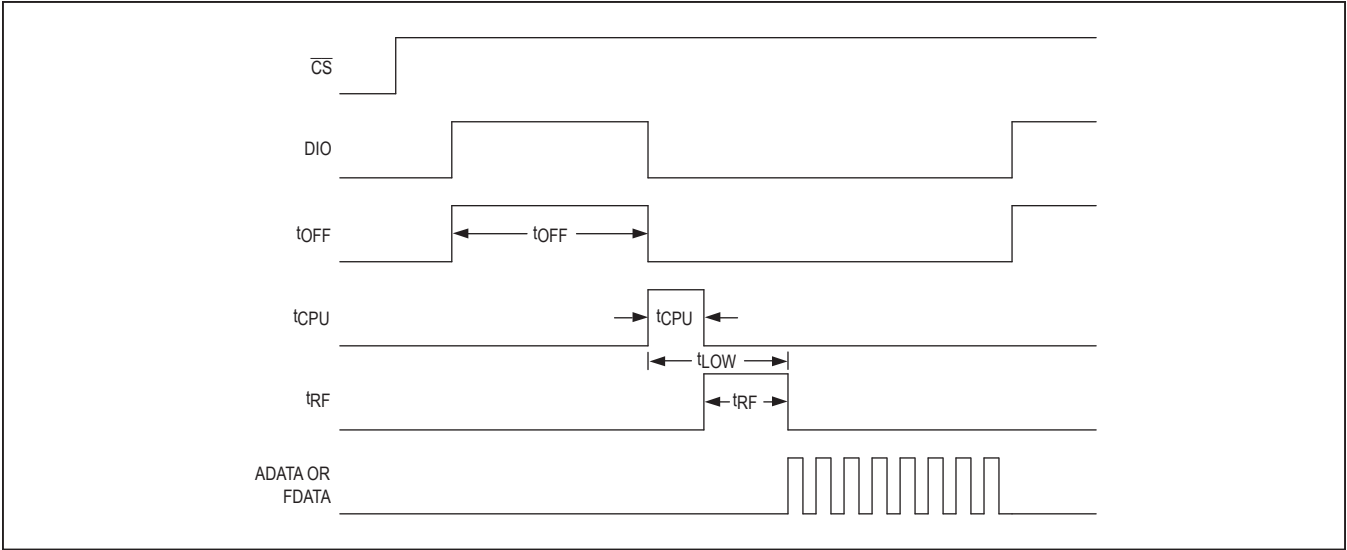 CS
DIO
tOFF
tOFF
tCPU
tCPU
tLOW
tRF
tRF
ADATA OR
FDATA